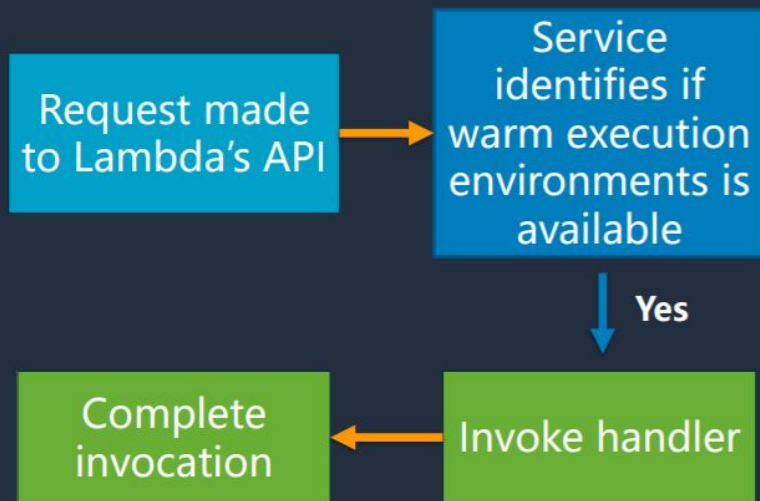 Request made
to Lambda's API
Service
identifies if
warm execution
environments is
available
Yes
Complete
invocation
Invoke handler